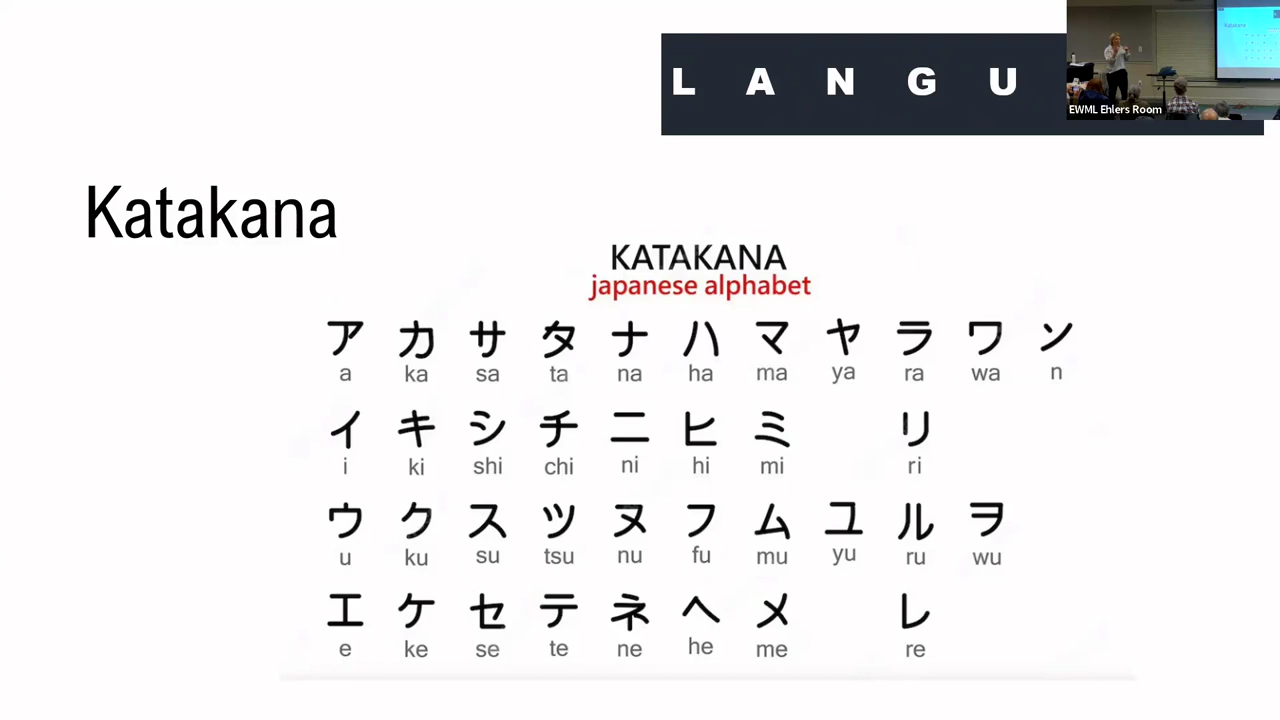 L A N G U
EWML Ehlers Room
Katakana
KATAKANA
japanese alphabet
ア カ サ タ ナ ハ マ ヤ ラ ワ ン
a ka sa ta na ha ma ya ra wa n
イ キ シ チ ニ ヒ ミ リ
i ki shi chi ni hi mi ri
ウ ク ス ツ ヌ フ ム ユ ル ヲ
u ku su tsu nu fu mu yu ru wu
エ ケ セ テ ネ ヘ メ レ
e ke se te ne he me re